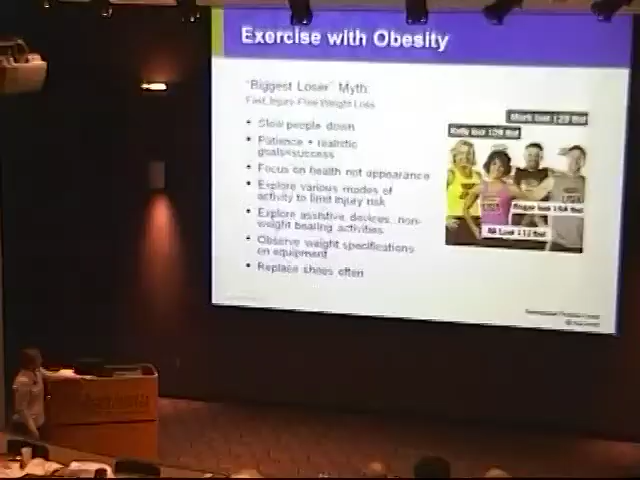 Exercise with Obesity
"Biggest Loser" Myth:
Fast, Injury-Free Weight Loss
• Slow people down
• Patience + realistic
goals=success
• Focus on health not appearance
• Explore various modes of
activity to limit injury risk
• Explore assistive devices, non-
weight bearing activities
• Observe weight specifications
on equipment
• Replace shoes often
Mark lost 129 lbs!
Kelly lost 109 lbs!
Roger lost 164 lbs!
Ali Lost 112 lbs!